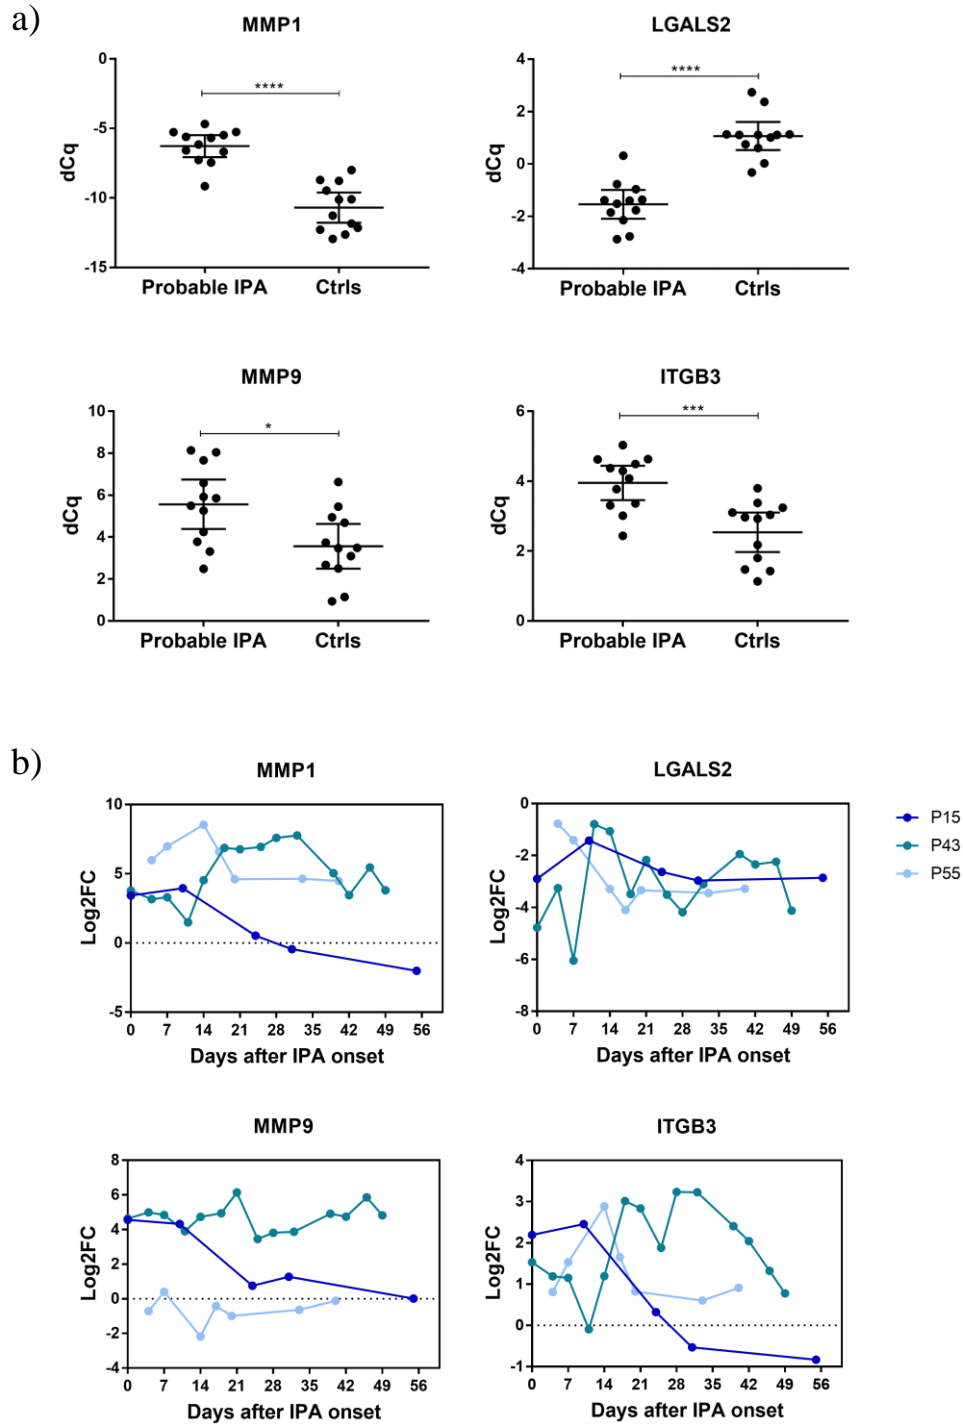 a)
MMP1
dCq
0
-5
-10
-15
****
Probable IPA Ctrls
LGALS2
dCq
4
2
0
-2
-4
****
Probable IPA Ctrls
MMP9
dCq
10
8
6
4
2
0
*
Probable IPA Ctrls
ITGB3
dCq
6
4
2
0
***
Probable IPA Ctrls
b)
MMP1
Log2FC
10
5
0
-5
0 7 14 21 28 35 42 49 56
Days after IPA onset
LGALS2
Log2FC
0
-2
-4
-6
-8
0 7 14 21 28 35 42 49 56
Days after IPA onset
P15
P43
P55
MMP9
Log2FC
8
6
4
2
0
-2
-4
0 7 14 21 28 35 42 49 56
Days after IPA onset
ITGB3
Log2FC
4
3
2
1
0
-1
0 7 14 21 28 35 42 49 56
Days after IPA onset